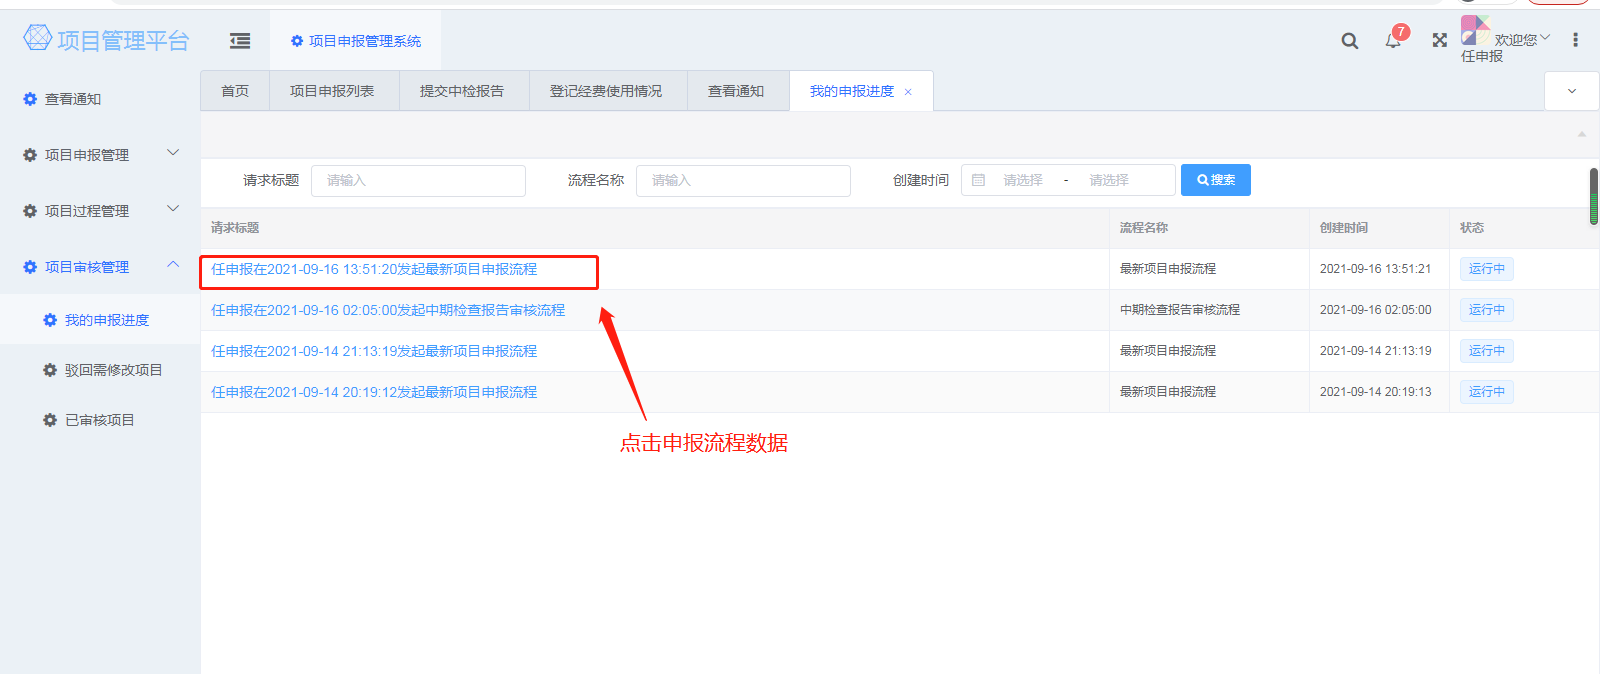 项目管理平台
项目申报管理系统
7
欢迎您
任申报
查看通知
项目申报管理
项目过程管理
项目审核管理
我的申报进度
驳回需修改项目
已审核项目
首页 项目申报列表 提交中检报告 登记经费使用情况 查看通知 我的申报进度 ×
请求标题 请输入 流程名称 请输入 创建时间 请选择 - 请选择 搜索
请求标题 流程名称 创建时间 状态
任申报在2021-09-16 13:51:20发起最新项目申报流程 最新项目申报流程 2021-09-16 13:51:21 运行中
任申报在2021-09-16 02:05:00发起中期检查报告审核流程 中期检查报告审核流程 2021-09-16 02:05:00 运行中
任申报在2021-09-14 21:13:19发起最新项目申报流程 最新项目申报流程 2021-09-14 21:13:19 运行中
任申报在2021-09-14 20:19:12发起最新项目申报流程 最新项目申报流程 2021-09-14 20:19:13 运行中
点击申报流程数据